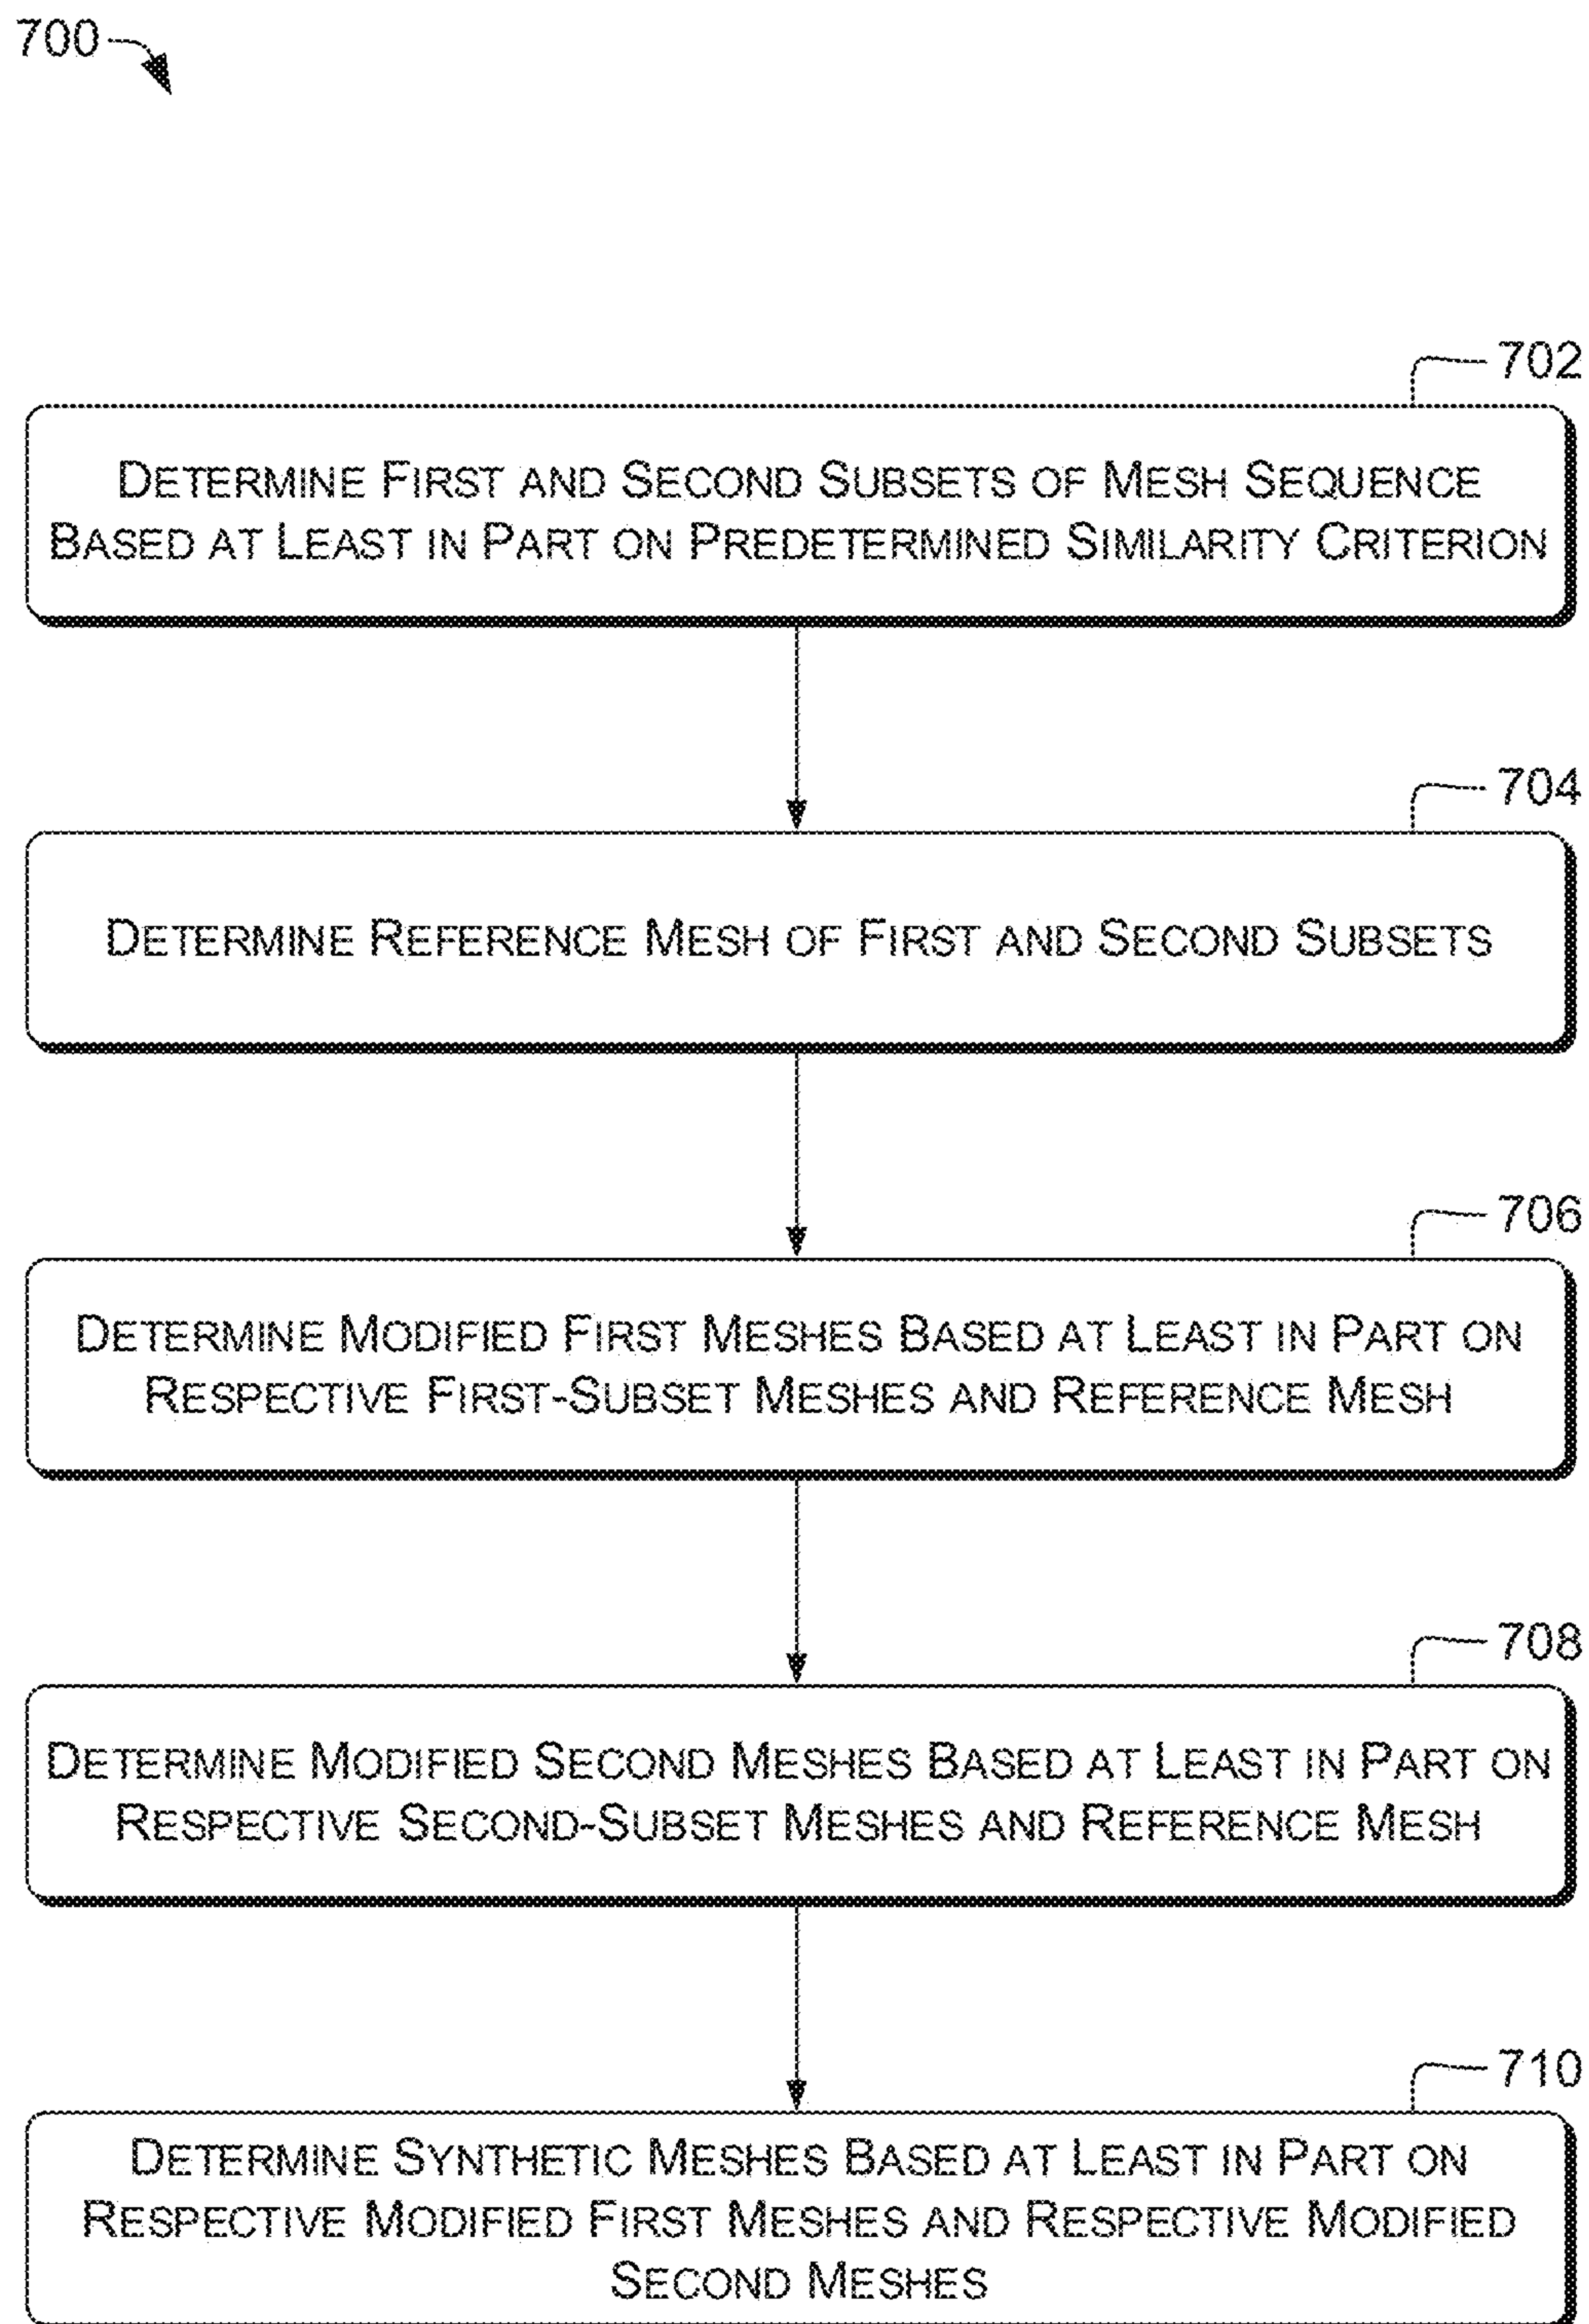 700
702
Determine First and Second Subsets of Mesh Sequence
Based at Least in Part on Predetermined Similarity Criterion
704
Determine Reference Mesh of First and Second Subsets
706
Determine Modified First Meshes Based at Least in Part on
Respective First-Subset Meshes and Reference Mesh
708
Determine Modified Second Meshes Based at Least in Part on
Respective Second-Subset Meshes and Reference Mesh
710
Determine Synthetic Meshes Based at Least in Part on
Respective Modified First Meshes and Respective Modified
Second Meshes